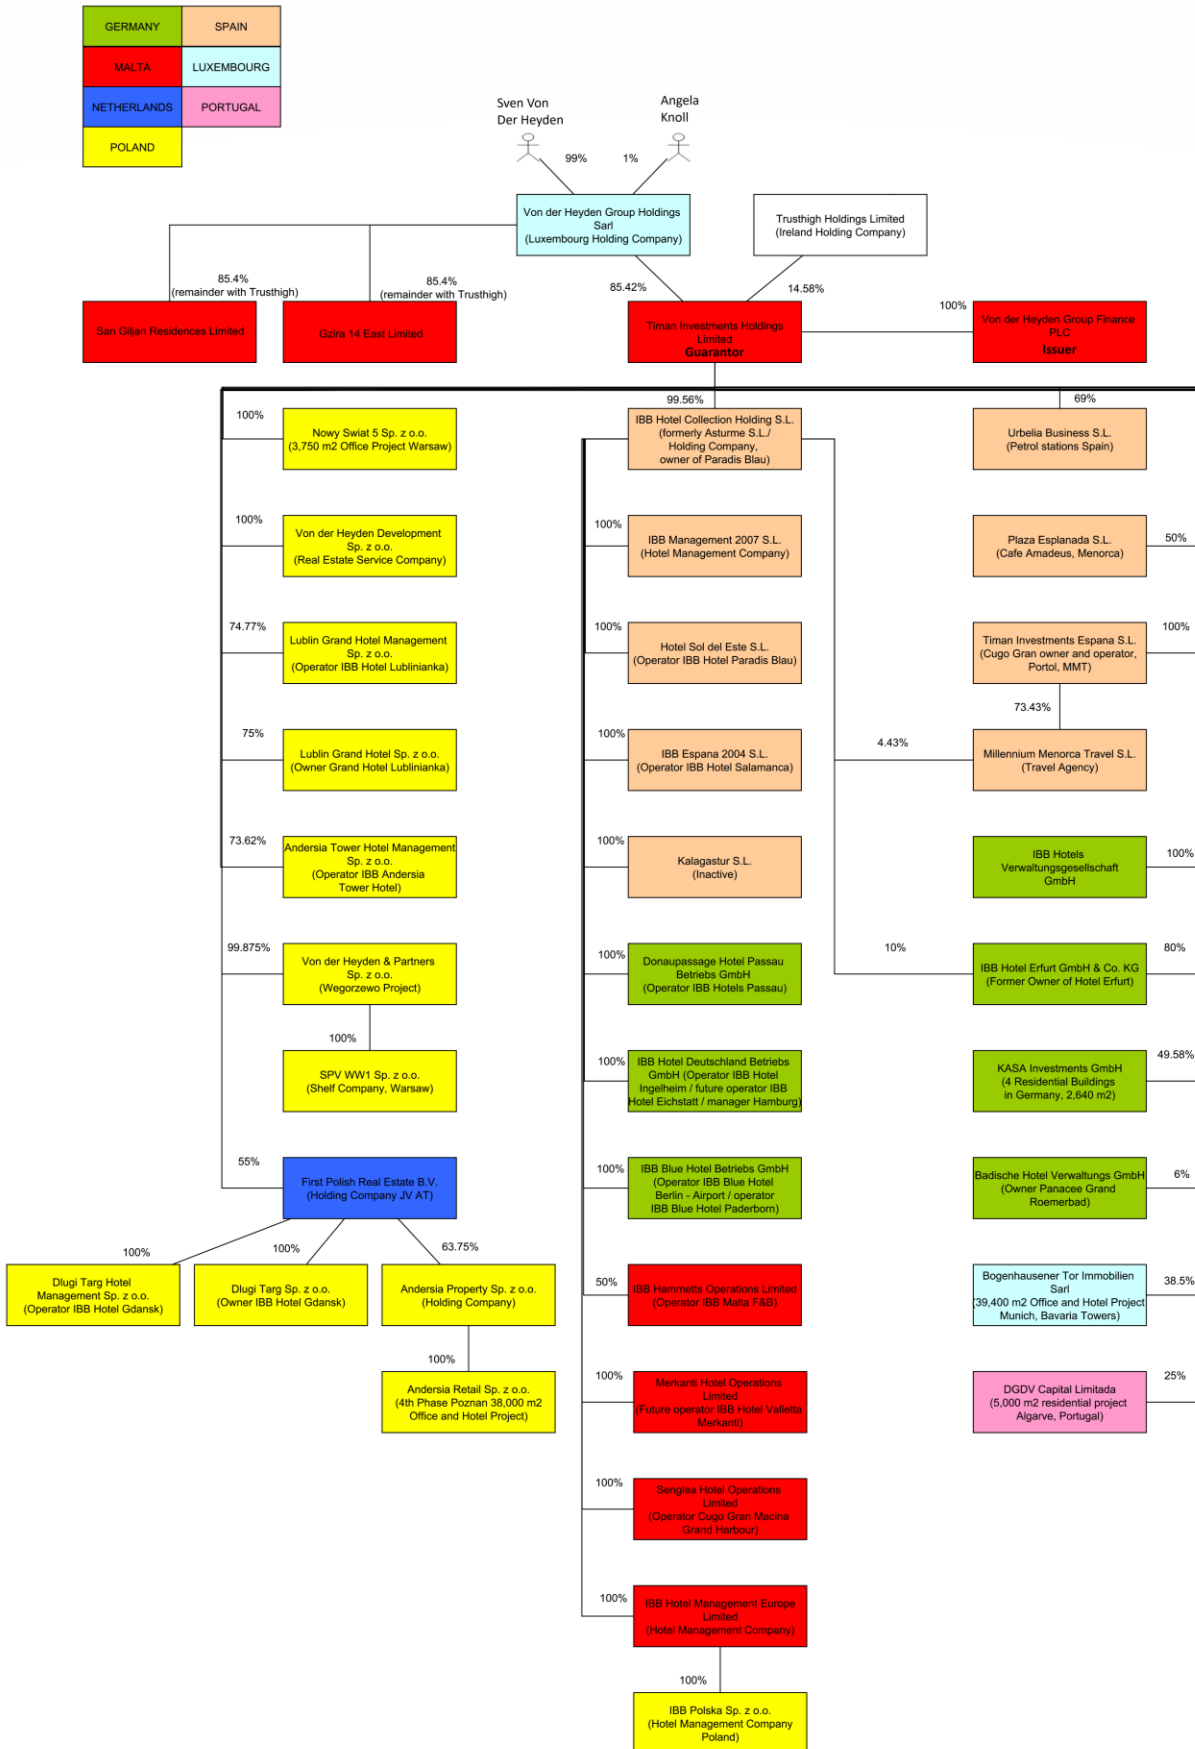 GERMANY
SPAIN
MALTA
LUXEMBOURG
NETHERLANDS
PORTUGAL
POLAND
Sven Von
Der Heyden
Angela
Knoll
99%
1%
Von der Heyden Group Holdings
Sarl
(Luxembourg Holding Company)
Trusthigh Holdings Limited
(Ireland Holding Company)
85.4%
(remainder with Trusthigh)
85.4%
(remainder with Trusthigh)
85.42%
14.58%
San Giljan Residences Limited
Gzira 14 East Limited
Timan Investments Holdings
Limited
Guarantor
100%
Von der Heyden Group Finance
PLC
Issuer
100%
Nowy Swiat 5 Sp. z o.o.
(3,750 m2 Office Project Warsaw)
99.56%
IBB Hotel Collection Holding S.L.
(formerly Asturme S.L./
Holding Company,
owner of Paradis Blau)
69%
Urbelia Business S.L.
(Petrol stations Spain)
100%
Von der Heyden Development
Sp. z o.o.
(Real Estate Service Company)
100%
IBB Management 2007 S.L.
(Hotel Management Company)
Plaza Esplanada S.L.
(Cafe Amadeus, Menorca)
50%
74.77%
Lublin Grand Hotel Management
Sp. z o.o.
(Operator IBB Hotel Lublinianka)
100%
Hotel Sol del Este S.L.
(Operator IBB Hotel Paradis Blau)
Timan Investments Espana S.L.
(Cugo Gran owner and operator,
Portol, MMT)
100%
73.43%
75%
Lublin Grand Hotel Sp. z o.o.
(Owner Grand Hotel Lublinianka)
100%
IBB Espana 2004 S.L.
(Operator IBB Hotel Salamanca)
4.43%
Millennium Menorca Travel S.L.
(Travel Agency)
73.62%
Andersia Tower Hotel Management
Sp. z o.o.
(Operator IBB Andersia
Tower Hotel)
100%
Kalagastur S.L.
(Inactive)
IBB Hotels
Verwaltungsgesellschaft
GmbH
100%
99.875%
Von der Heyden & Partners
Sp. z o.o.
(Wegorzewo Project)
100%
Donaupassage Hotel Passau
Betriebs GmbH
(Operator IBB Hotels Passau)
10%
IBB Hotel Erfurt GmbH & Co. KG
(Former Owner of Hotel Erfurt)
80%
100%
SPV WW1 Sp. z o.o.
(Shelf Company, Warsaw)
100%
IBB Hotel Deutschland Betriebs
GmbH (Operator IBB Hotel
Ingelheim / future operator IBB
Hotel Eichstatt / manager Hamburg)
KASA Investments GmbH
(4 Residential Buildings
in Germany, 2,640 m2)
49.58%
55%
First Polish Real Estate B.V.
(Holding Company JV AT)
100%
IBB Blue Hotel Betriebs GmbH
(Operator IBB Blue Hotel
Berlin - Airport / operator
IBB Blue Hotel Paderborn)
Badische Hotel Verwaltungs GmbH
(Owner Panacee Grand
Roemerbad)
6%
100%
100%
63.75%
Dlugi Targ Hotel
Management Sp. z o.o.
(Operator IBB Hotel Gdansk)
Dlugi Targ Sp. z o.o.
(Owner IBB Hotel Gdansk)
Andersia Property Sp. z o.o.
(Holding Company)
50%
IBB Hammetts Operations Limited
(Operator IBB Malta F&B)
Bogenhausener Tor Immobilien
Sarl
(39,400 m2 Office and Hotel Project
Munich, Bavaria Towers)
38.5%
100%
Andersia Retail Sp. z o.o.
(4th Phase Poznan 38,000 m2
Office and Hotel Project)
100%
Merkanti Hotel Operations
Limited
(Future operator IBB Hotel Valletta
Merkanti)
DGDV Capital Limitada
(5,000 m2 residential project
Algarve, Portugal)
25%
100%
Senglea Hotel Operations
Limited
(Operator Cugo Gran Macina
Grand Harbour)
100%
IBB Hotel Management Europe
Limited
(Hotel Management Company)
100%
IBB Polska Sp. z o.o.
(Hotel Management Company
Poland)